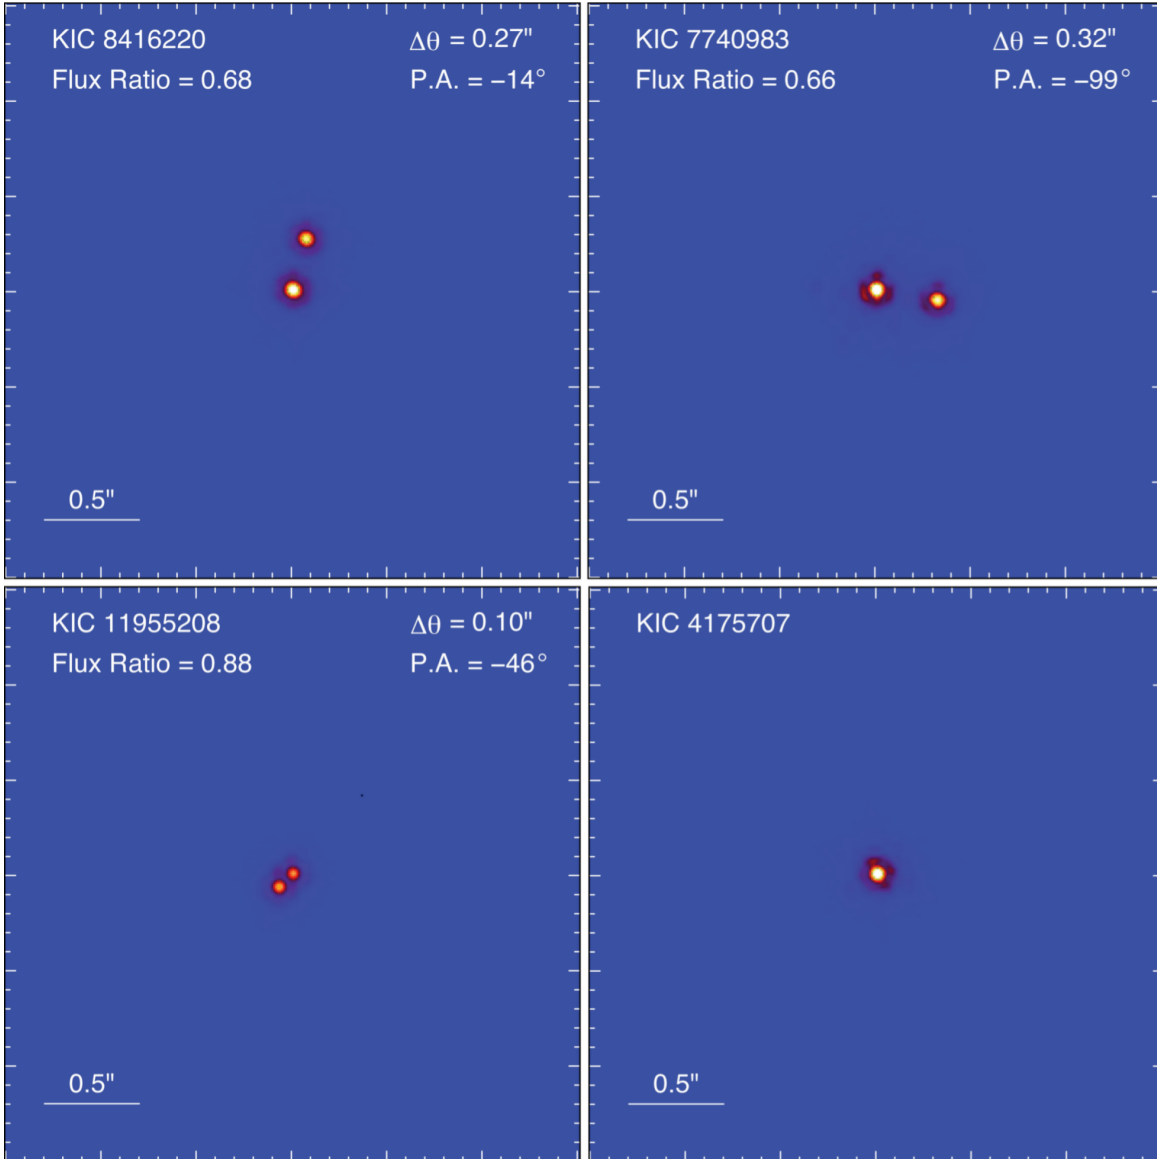 KIC 8416220 Δθ = 0.27"
Flux Ratio = 0.68 P.A. = −14°
0.5"
KIC 7740983 Δθ = 0.32"
Flux Ratio = 0.66 P.A. = −99°
0.5"
KIC 11955208 Δθ = 0.10"
Flux Ratio = 0.88 P.A. = −46°
0.5"
KIC 4175707
0.5"